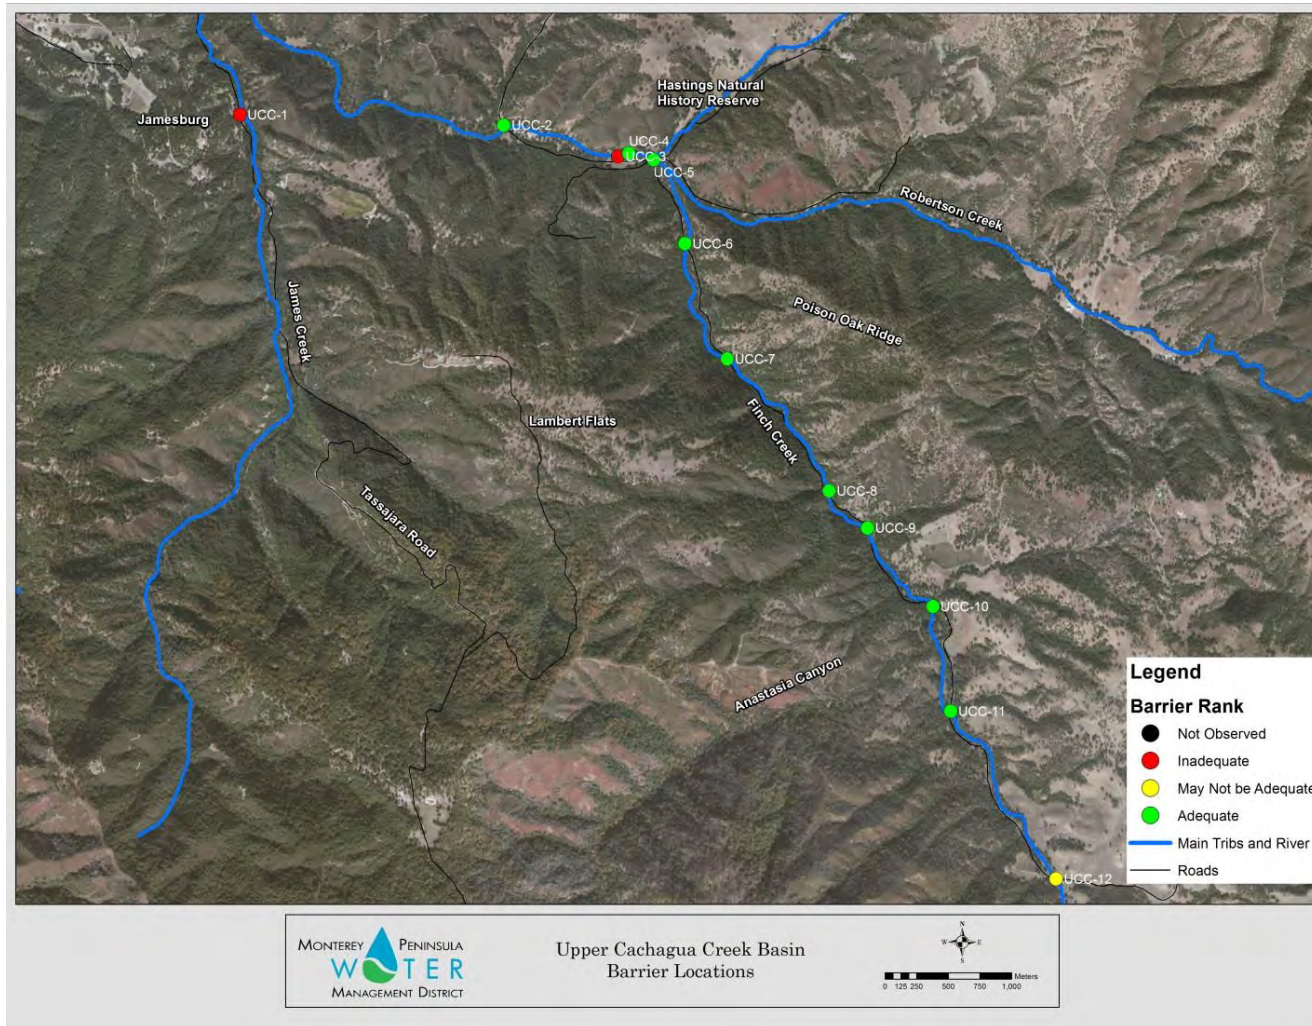 Hastings Natural
History Reserve
Jamesburg
UCC-1
UCC-2
UCC-4
UCC-3
UCC-5
Robertson Creek
UCC-6
James Creek
Poison Oak Ridge
UCC-7
Lambert Flats
Finch Creek
UCC-8
Tassajara Road
UCC-9
UCC-10
Anastasia Canyon
UCC-11
UCC-12
Legend
Barrier Rank
Not Observed
Inadequate
May Not be Adequate
Adequate
Main Tribs and River
Roads
MONTEREY PENINSULA
WATER
MANAGEMENT DISTRICT
Upper Cachagua Creek Basin
Barrier Locations
N
W E
S
Meters
0 125 250 500 750 1,000